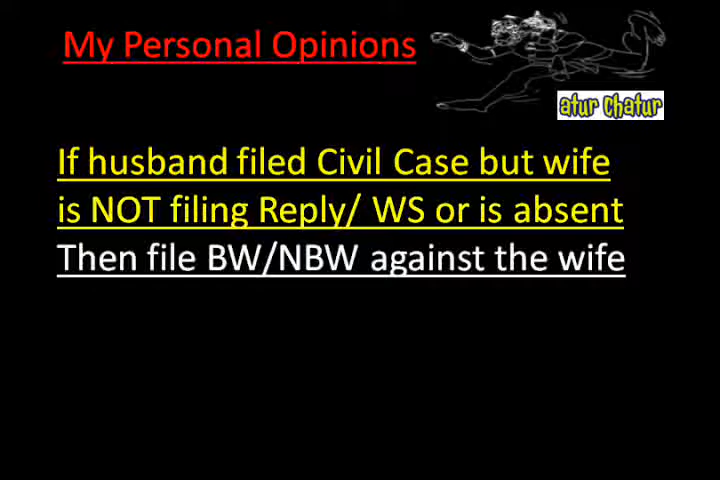 My Personal Opinions
atur Chatur
If husband filed Civil Case but wife
is NOT filing Reply/ WS or is absent
Then file BW/NBW against the wife